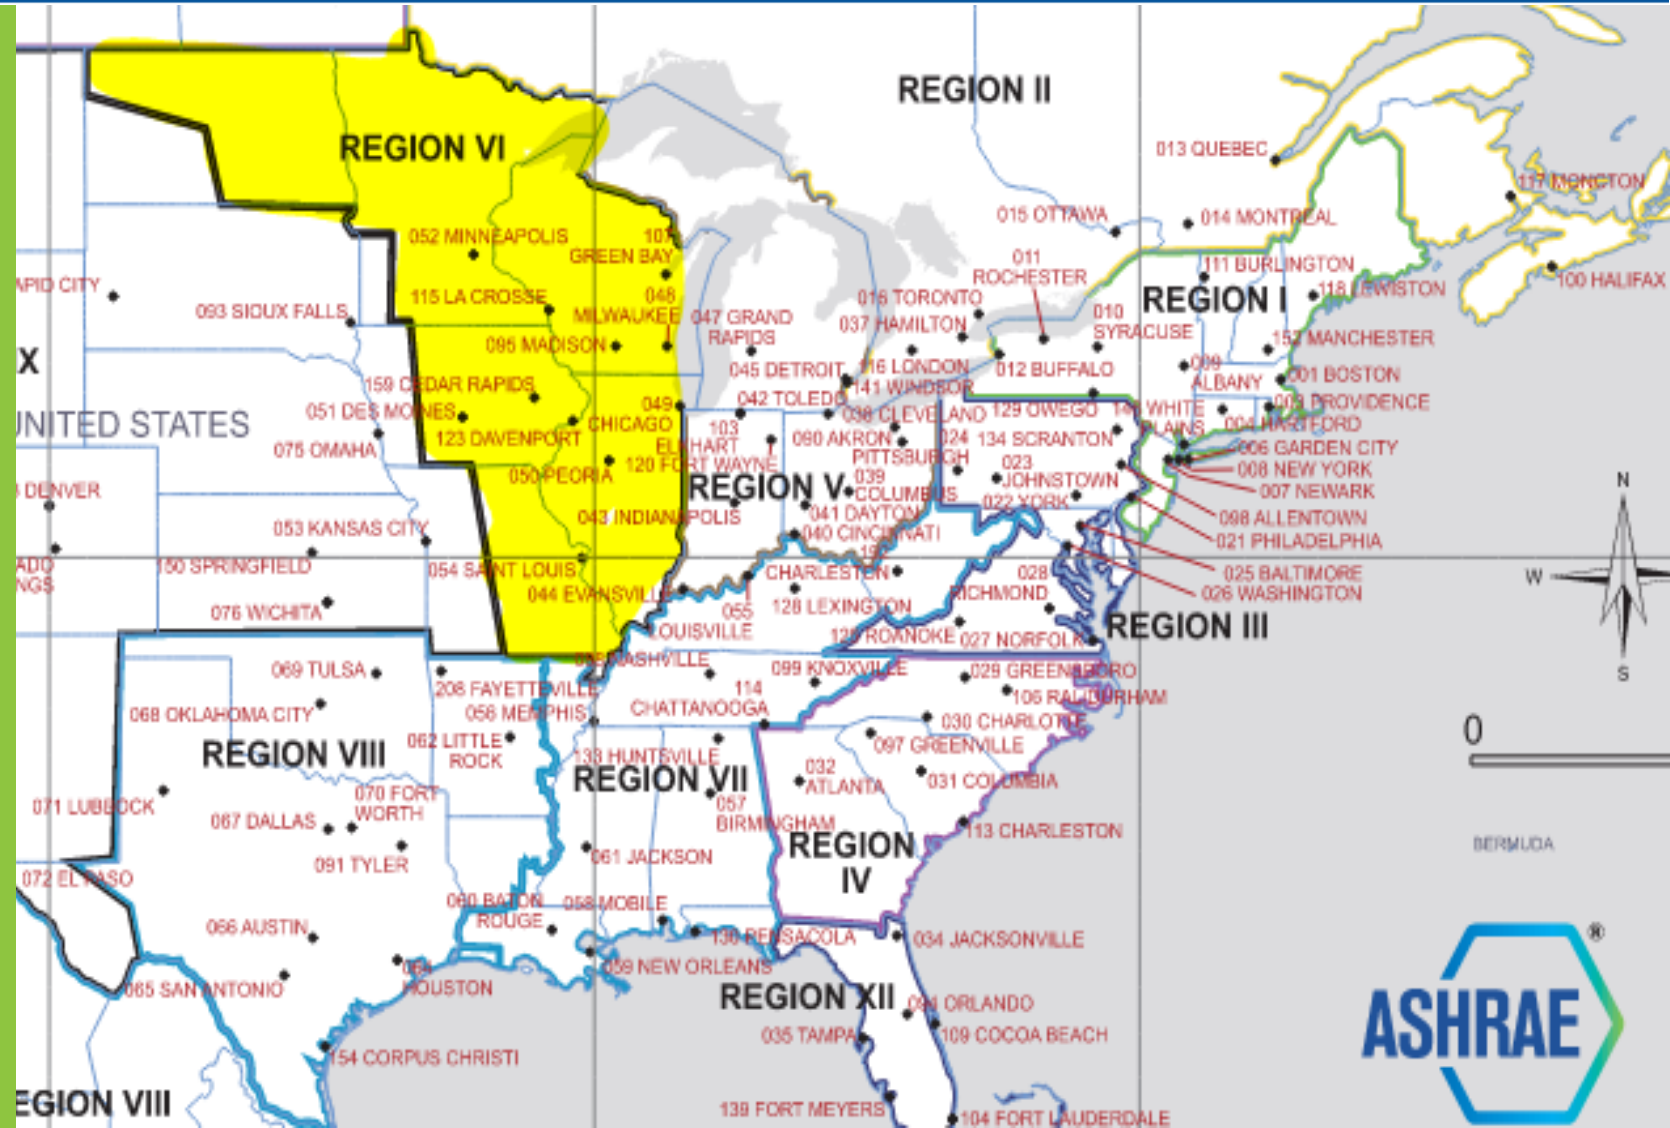 REGION II
013 QUEBEC
REGION VI
117 MONCTON
015 OTTAWA
014 MONTREAL
052 MINNEAPOLIS
107
GREEN BAY
011
ROCHESTER
111 BURLINGTON
100 HALIFAX
APID CITY
115 LA CROSSE
048
MILWAUKEE
016 TORONTO
REGION I
118 LEWISTON
093 SIOUX FALLS
047 GRAND
RAPIDS
037 HAMILTON
010
SYRACUSE
095 MADISON
152 MANCHESTER
X
045 DETROIT
116 LONDON
012 BUFFALO
009
ALBANY
001 BOSTON
159 CEDAR RAPIDS
141 WINDSOR
051 DES MOINES
049
CHICAGO
042 TOLEDO
038 CLEVELAND
129 OWEGO
WHITE
PLAINS
003 PROVIDENCE
004 HARTFORD
UNITED STATES
123 DAVENPORT
103
ELKHART
090 AKRON
024
PITTSBURGH
134 SCRANTON
006 GARDEN CITY
075 OMAHA
050 PEORIA
120 FORT WAYNE
039
COLUMBUS
023
JOHNSTOWN
008 NEW YORK
DENVER
REGION V
022 YORK
007 NEWARK
043 INDIANAPOLIS
041 DAYTON
098 ALLENTOWN
053 KANSAS CITY
040 CINCINNATI
021 PHILADELPHIA
ADO
NGS
150 SPRINGFIELD
054 SAINT LOUIS
CHARLESTON
028
RICHMOND
025 BALTIMORE
026 WASHINGTON
044 EVANSVILLE
076 WICHITA
055
LOUISVILLE
128 LEXINGTON
REGION III
ROANOKE
027 NORFOLK
N
W
S
069 TULSA
NASHVILLE
099 KNOXVILLE
029 GREENSBORO
208 FAYETTEVILLE
114
CHATTANOOGA
106 RAL/DURHAM
068 OKLAHOMA CITY
056 MEMPHIS
030 CHARLOTTE
0
REGION VIII
062 LITTLE
ROCK
133 HUNTSVILLE
097 GREENVILLE
REGION VII
032
ATLANTA
031 COLUMBIA
071 LUBBOCK
070 FORT
WORTH
057
BIRMINGHAM
067 DALLAS
113 CHARLESTON
REGION
IV
BERMUDA
091 TYLER
061 JACKSON
072 EL PASO
060 BATON
ROUGE
058 MOBILE
066 AUSTIN
130 PENSACOLA
034 JACKSONVILLE
059 NEW ORLEANS
065 SAN ANTONIO
064
HOUSTON
REGION XII
094 ORLANDO
035 TAMPA
109 COCOA BEACH
154 CORPUS CHRISTI
ASHRAE®
EGION VIII
139 FORT MEYERS
104 FORT LAUDERDALE